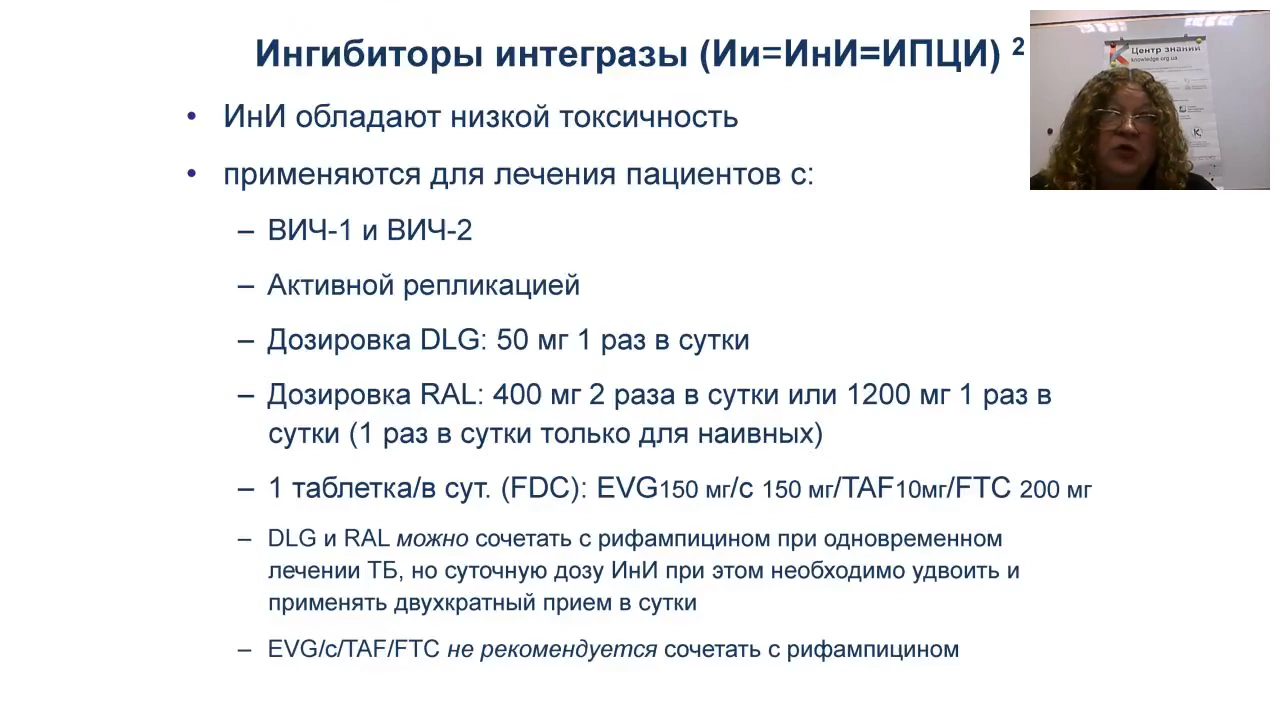 Ингибиторы интегразы (Ии=ИнИ=ИПЦИ) 2
• ИнИ обладают низкой токсичность
• применяются для лечения пациентов с:
– ВИЧ-1 и ВИЧ-2
– Активной репликацией
– Дозировка DLG: 50 мг 1 раз в сутки
– Дозировка RAL: 400 мг 2 раза в сутки или 1200 мг 1 раз в
сутки (1 раз в сутки только для наивных)
– 1 таблетка/в сут. (FDC): EVG150 мг/с 150 мг/TAF10мг/FTC 200 мг
– DLG и RAL можно сочетать с рифампицином при одновременном
лечении ТБ, но суточную дозу ИнИ при этом необходимо удвоить и
применять двухкратный прием в сутки
– EVG/c/TAF/FTC не рекомендуется сочетать с рифампицином
Центр знаний
knowledge.org.ua